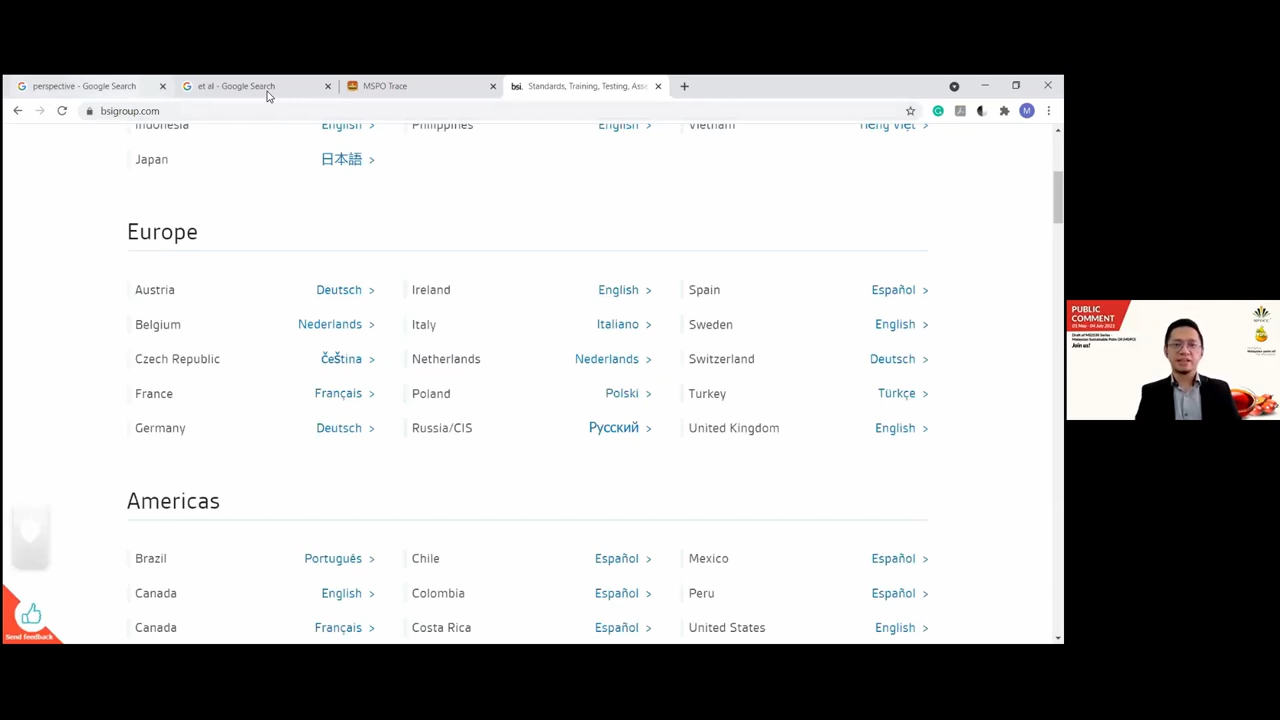 perspective - Google Search
et al - Google Search
MSPO Trace
bsi. Standards, Training, Testing, Asse
bsigroup.com
M
Indonesia English > Philippines English > Vietnam Tiếng Việt >
Japan 日本語 >
Europe
Austria Deutsch > Ireland English > Spain Español >
Belgium Nederlands > Italy Italiano > Sweden English >
Czech Republic čeština > Netherlands Nederlands > Switzerland Deutsch >
France Français > Poland Polski > Turkey Türkçe >
Germany Deutsch > Russia/CIS Русский > United Kingdom English >
Americas
Brazil Português > Chile Español > Mexico Español >
Canada English > Colombia Español > Peru Español >
Canada Français > Costa Rica Español > United States English >
Send feedback
PUBLIC
COMMENT
Join us!